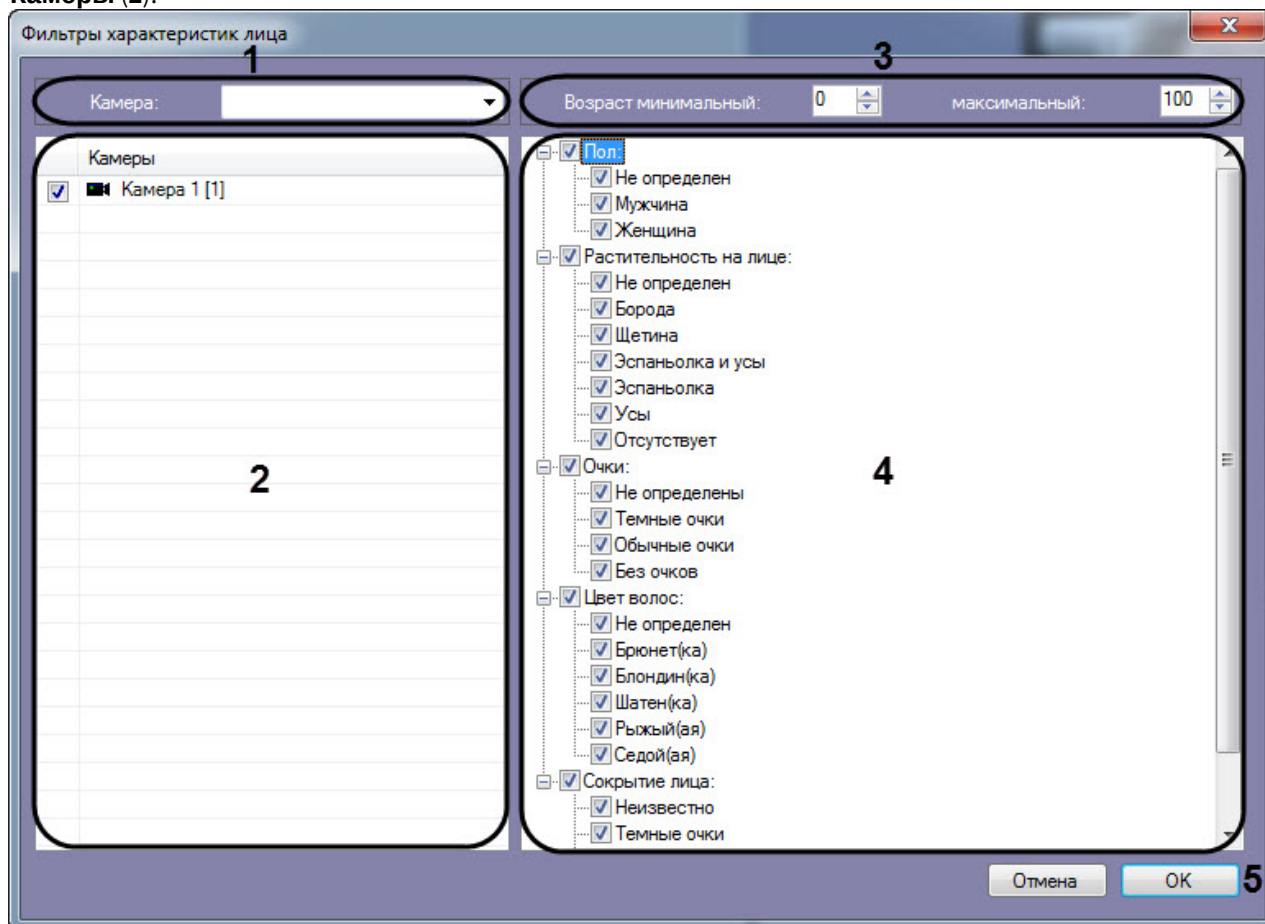 Камеры (2).
Фильтры характеристик лица
1
3
Камера:
Возраст минимальный: 0 максимальный: 100
Камеры
Камера 1 [1]
2
Пол:
Не определен
Мужчина
Женщина
Растительность на лице:
Не определен
Борода
Щетина
Эспаньолка и усы
Эспаньолка
Усы
Отсутствует
Очки:
Не определены
Темные очки
Обычные очки
Без очков
Цвет волос:
Не определен
Брюнет(ка)
Блондин(ка)
Шатен(ка)
Рыжый(ая)
Седой(ая)
Сокрытие лица:
Неизвестно
Темные очки
4
Отмена
OK
5